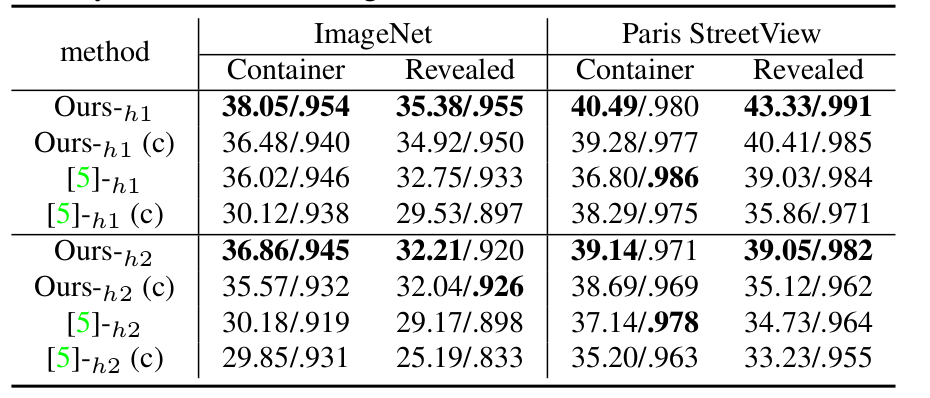 method ImageNet Paris StreetView
Container Revealed Container Revealed
Ours-h1 38.05/.954 35.38/.955 40.49/.980 43.33/.991
Ours-h1 (c) 36.48/.940 34.92/.950 39.28/.977 40.41/.985
[5]-h1 36.02/.946 32.75/.933 36.80/.986 39.03/.984
[5]-h1 (c) 30.12/.938 29.53/.897 38.29/.975 35.86/.971
Ours-h2 36.86/.945 32.21/.920 39.14/.971 39.05/.982
Ours-h2 (c) 35.57/.932 32.04/.926 38.69/.969 35.12/.962
[5]-h2 30.18/.919 29.17/.898 37.14/.978 34.73/.964
[5]-h2 (c) 29.85/.931 25.19/.833 35.20/.963 33.23/.955